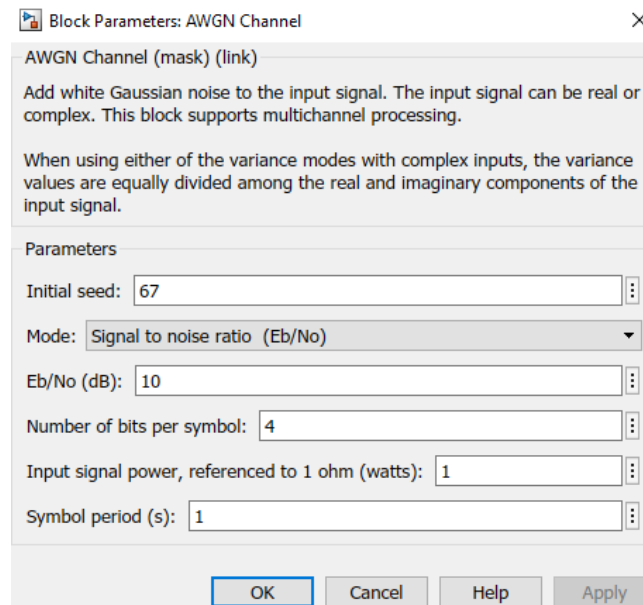 Block Parameters: AWGN Channel
AWGN Channel (mask) (link)
Add white Gaussian noise to the input signal. The input signal can be real or
complex. This block supports multichannel processing.
When using either of the variance modes with complex inputs, the variance
values are equally divided among the real and imaginary components of the
input signal.
Parameters
Initial seed: 67
Mode: Signal to noise ratio (Eb/No)
Eb/No (dB): 10
Number of bits per symbol: 4
Input signal power, referenced to 1 ohm (watts): 1
Symbol period (s): 1
OK Cancel Help Apply